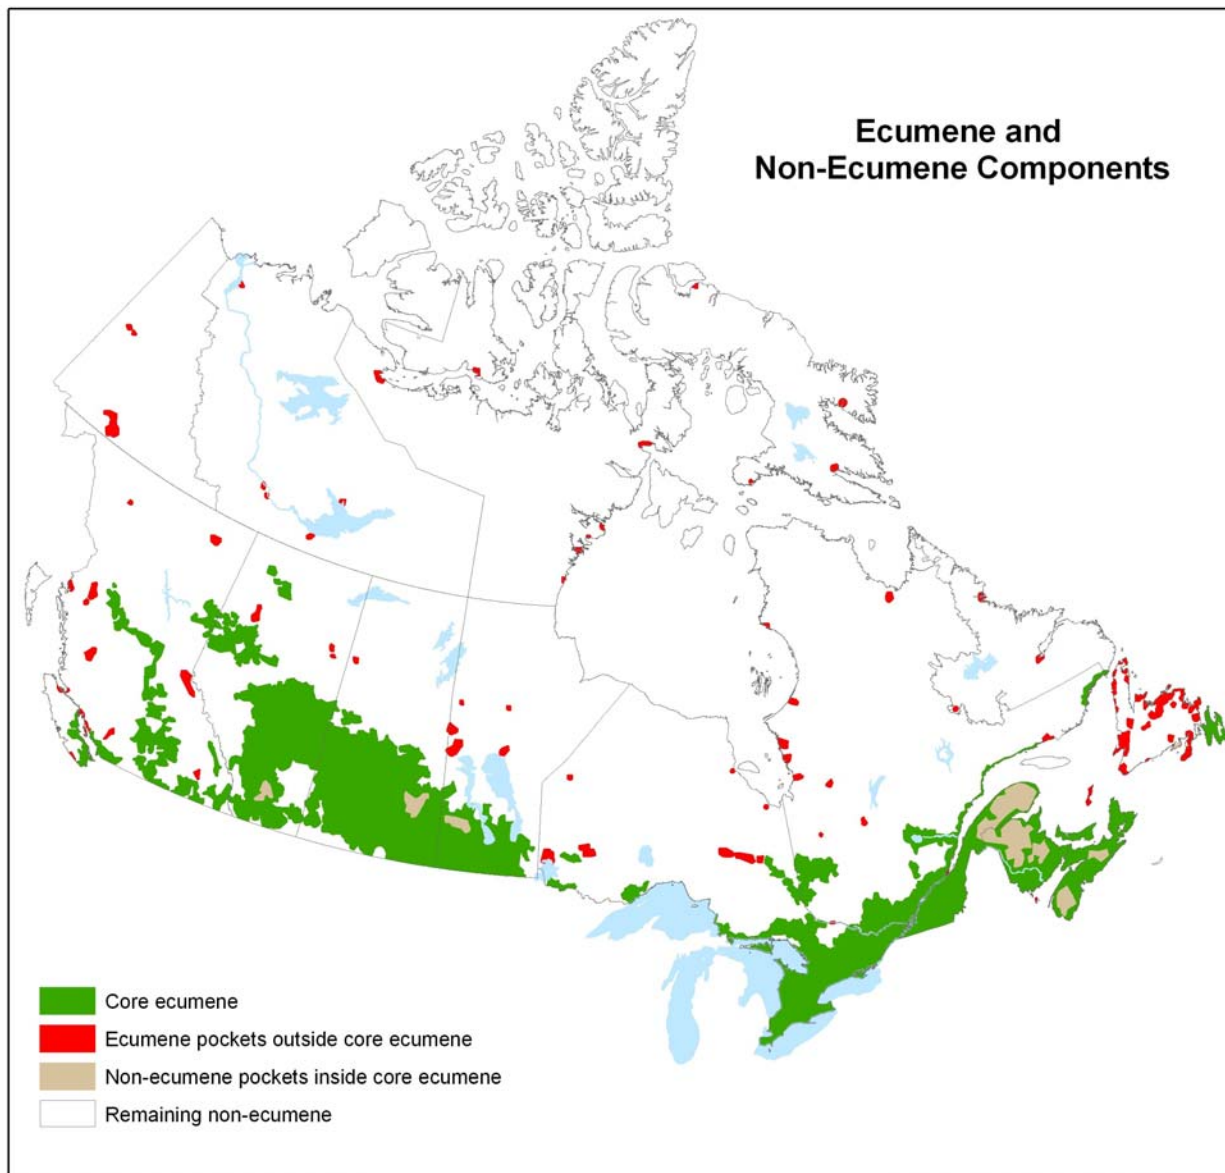 Ecumene and
Non-Ecumene Components
Core ecumene
Ecumene pockets outside core ecumene
Non-ecumene pockets inside core ecumene
Remaining non-ecumene